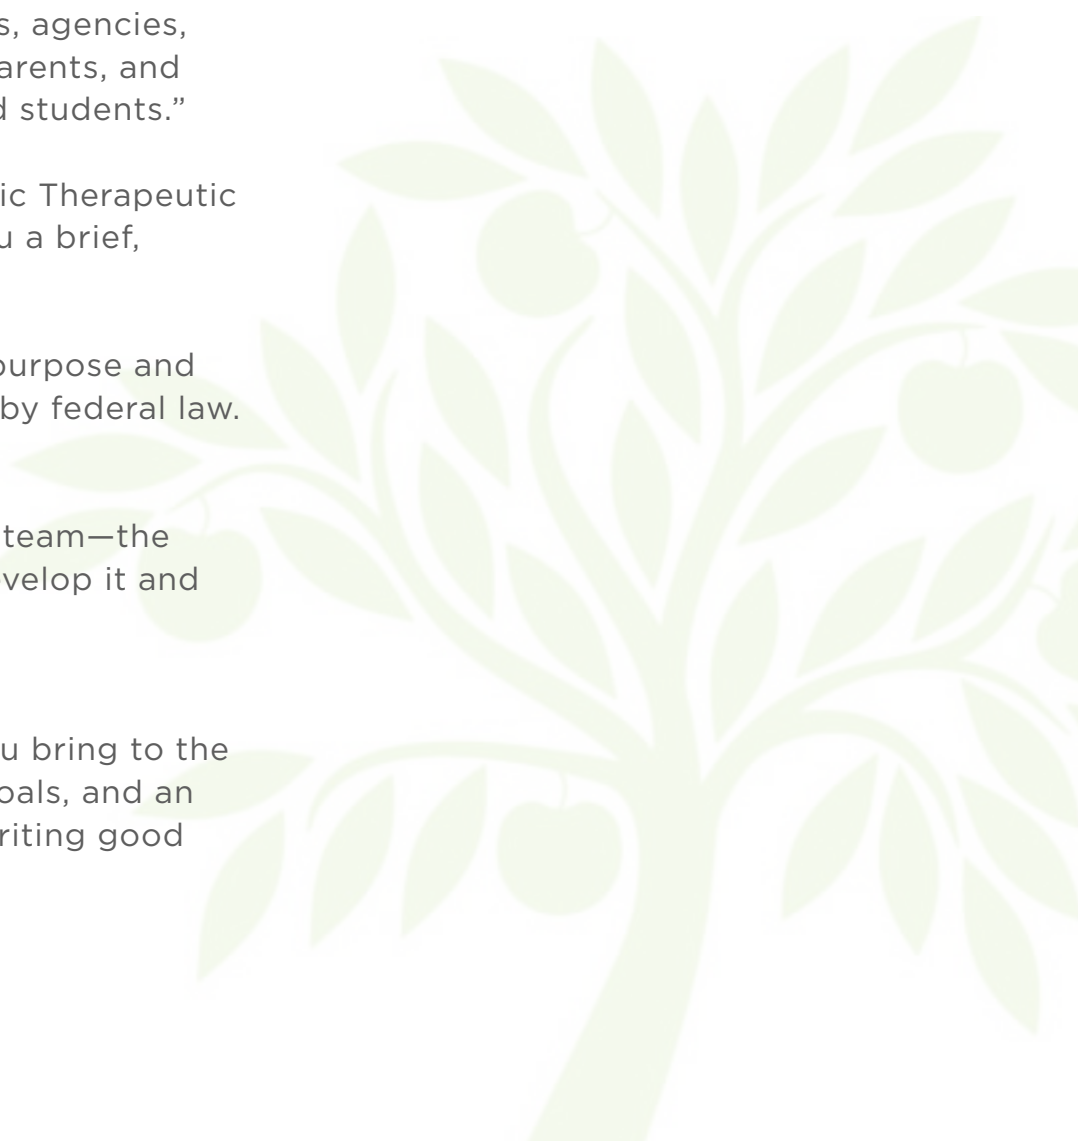 s, agencies,
arents, and
d students.”
ic Therapeutic
u a brief,
purpose and
by federal law.
team—the
velop it and
u bring to the
oals, and an
riting good